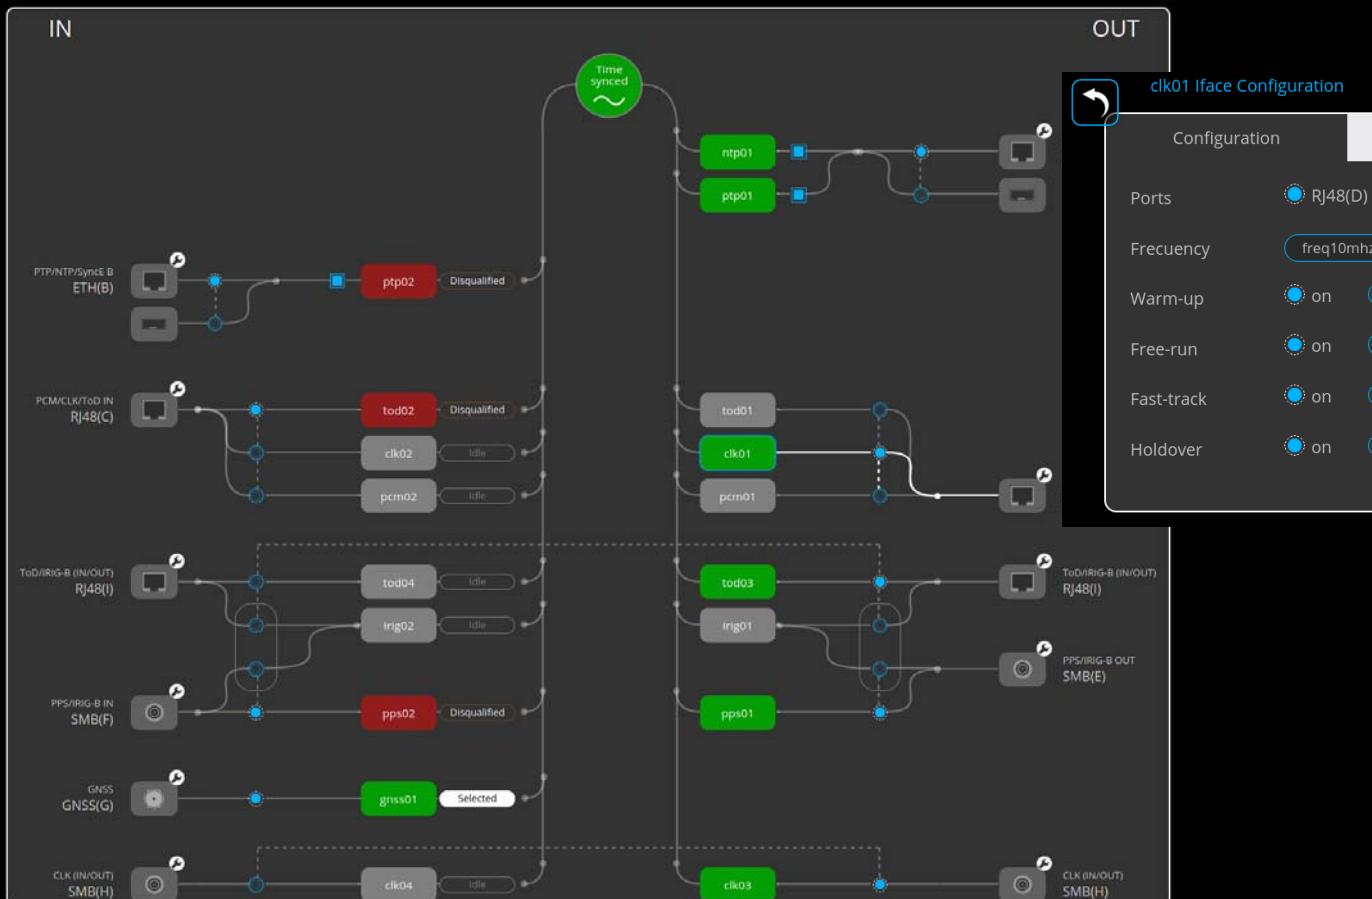 IN
OUT
Time
synced
clk01 Iface Configuration
Configuration
Ports
RJ48(D)
Frecuency
freq10mhz
Warm-up
on
Free-run
on
Fast-track
on
Holdover
on
ntp01
ptp01
PTP/NTP/SyncE B
ETH(B)
ptp02
Disqualified
PCM/CLK/ToD IN
RJ48(C)
tod02
Disqualified
clk02
Idle
pcm02
Idle
tod01
clk01
pcm01
ToD/IRIG-B (IN/OUT)
RJ48(I)
tod04
Idle
irig02
Idle
tod03
irig01
ToD/IRIG-B (IN/OUT)
RJ48(I)
PPS/IRIG-B OUT
SMB(E)
PPS/IRIG-B IN
SMB(F)
pps02
Disqualified
pps01
GNSS
GNSS(G)
gnss01
Selected
CLK (IN/OUT)
SMB(H)
clk04
Idle
clk03
CLK (IN/OUT)
SMB(H)